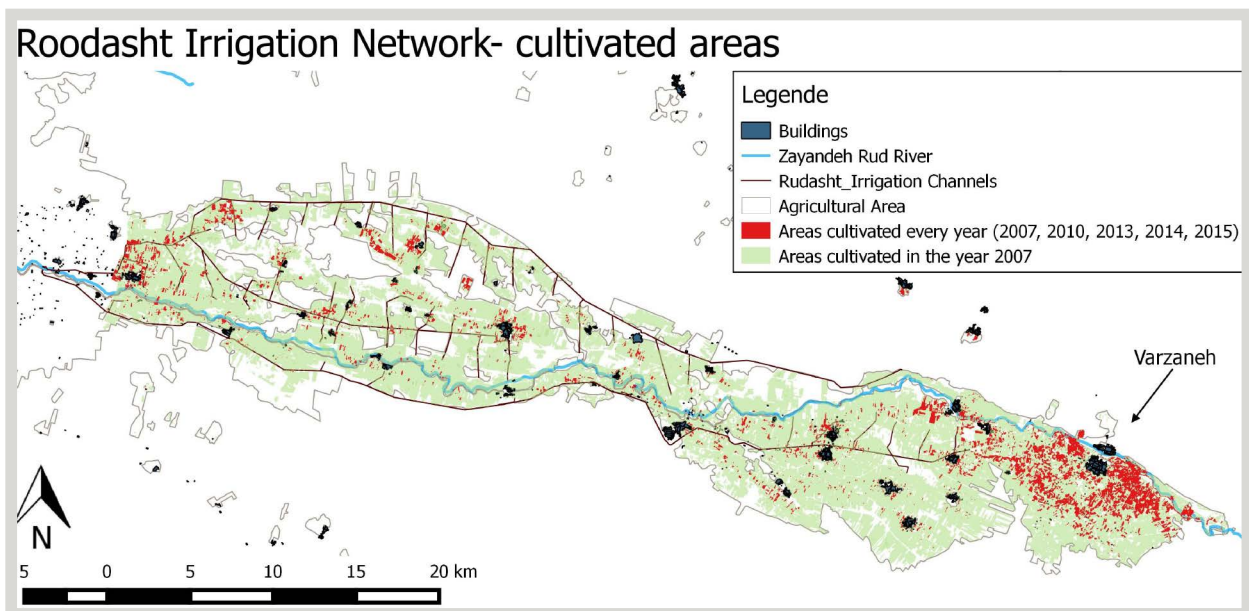 Roodasht Irrigation Network- cultivated areas
Legende
Buildings
Zayandeh Rud River
Rudasht_Irrigation Channels
Agricultural Area
Areas cultivated every year (2007, 2010, 2013, 2014, 2015)
Areas cultivated in the year 2007
Varzaneh
N
5 0 5 10 15 20 km